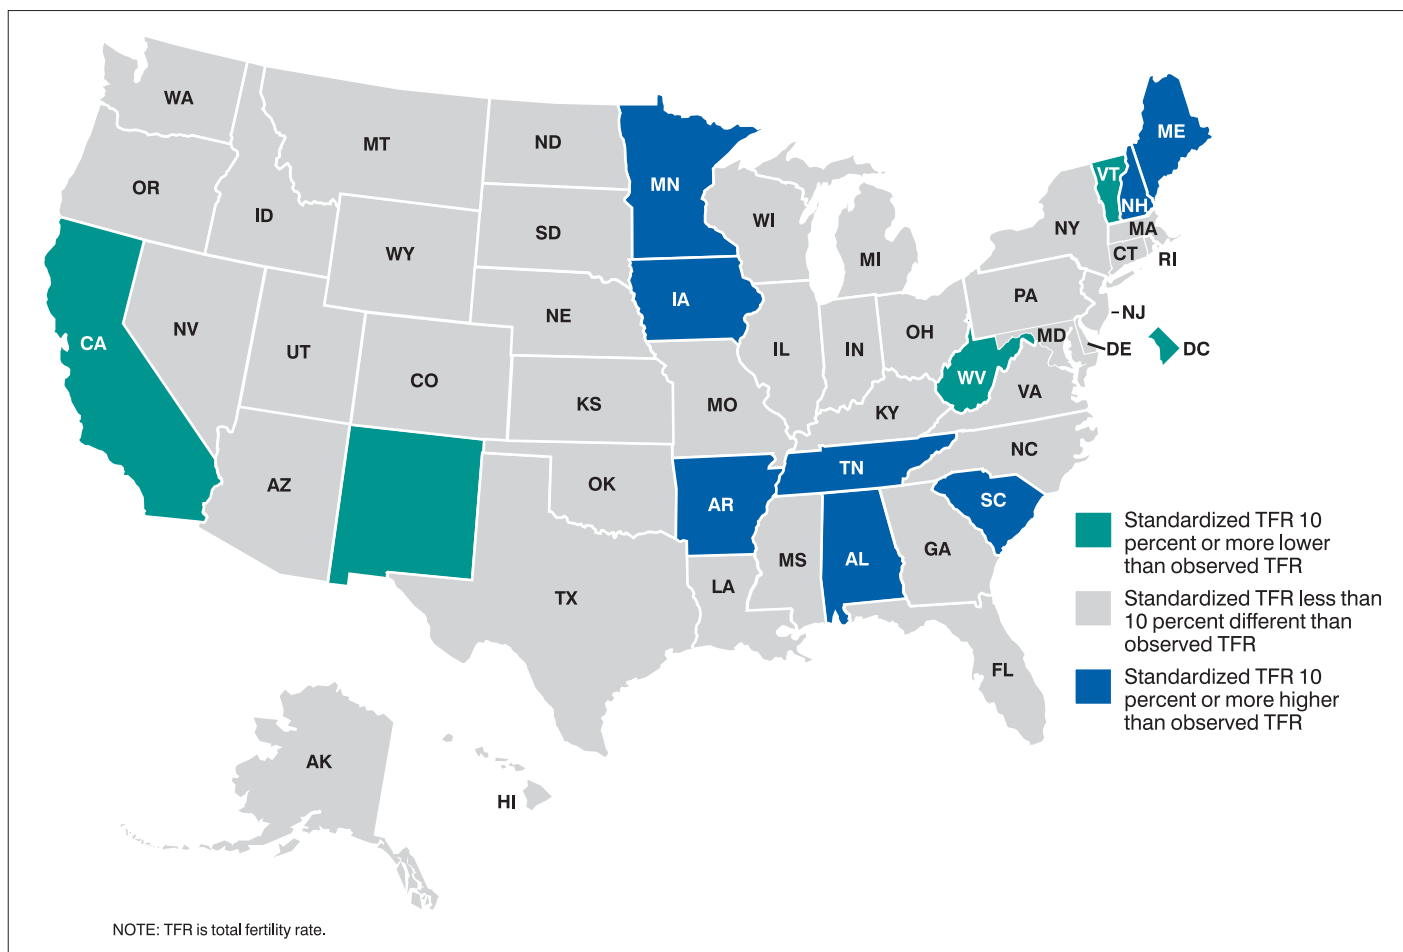 WA
MT
ND
MN
ME
VT
NH
OR
ID
SD
WI
NY
MA
CT
RI
WY
MI
CA
NV
UT
NE
IA
PA
NJ
OH
IL
IN
MD
DE
DC
CO
WV
VA
KS
MO
KY
AZ
OK
AR
TN
NC
SC
TX
LA
MS
AL
GA
FL
AK
HI
Standardized TFR 10
percent or more lower
than observed TFR
Standardized TFR less than
10 percent different than
observed TFR
Standardized TFR 10
percent or more higher
than observed TFR
NOTE: TFR is total fertility rate.